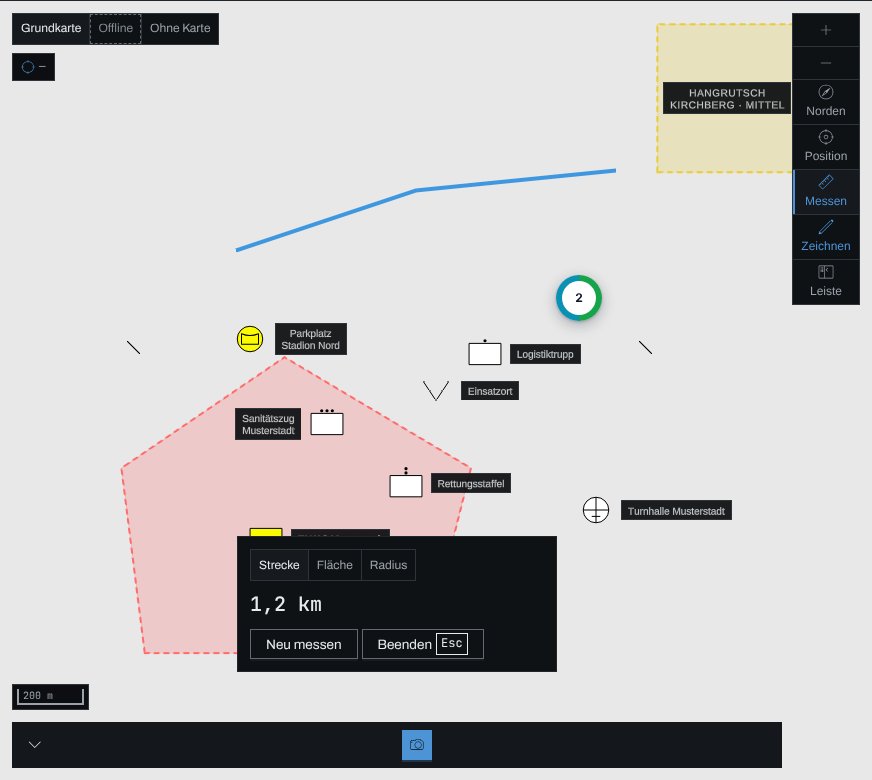 Grundkarte Offline Ohne Karte
–
HANGRUTSCH
KIRCHBERG - MITTEL
Norden
Position
Messen
Zeichnen
Leiste
2
Parkplatz
Stadion Nord
Logistiktrupp
Einsatzort
Sanitätszug
Musterstadt
Rettungsstaffel
Turnhalle Musterstadt
Strecke Fläche Radius
1,2 km
Neu messen Beenden Esc
200 m